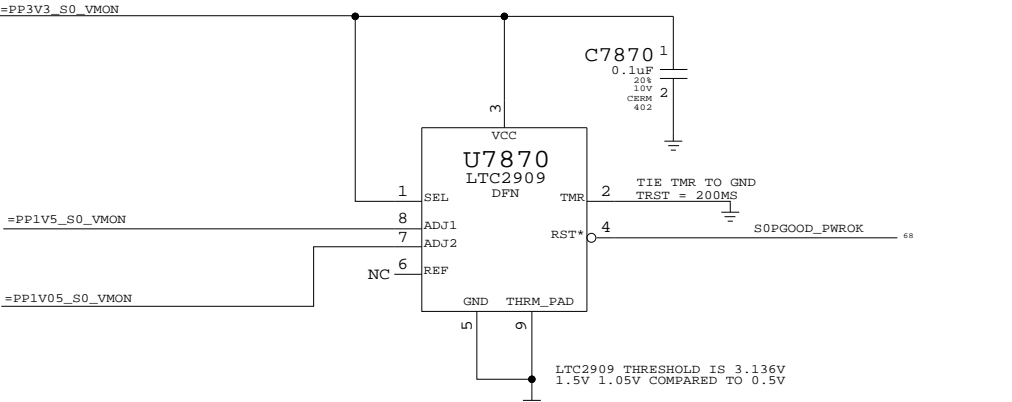 =PP3V3_S0_VMON
C7870
1
0.1uF
20%
10V
CERM
402
2
3
VCC
U7870
LTC2909
DFN
1
SEL
TMR
2
TIE TMR TO GND
TRST = 200MS
=PP1V5_S0_VMON
8
ADJ1
7
ADJ2
RST*
4
S0PGOOD_PWROK
68
NC
6
REF
=PP1V05_S0_VMON
GND
THRM_PAD
5
9
LTC2909 THRESHOLD IS 3.136V
1.5V 1.05V COMPARED TO 0.5V